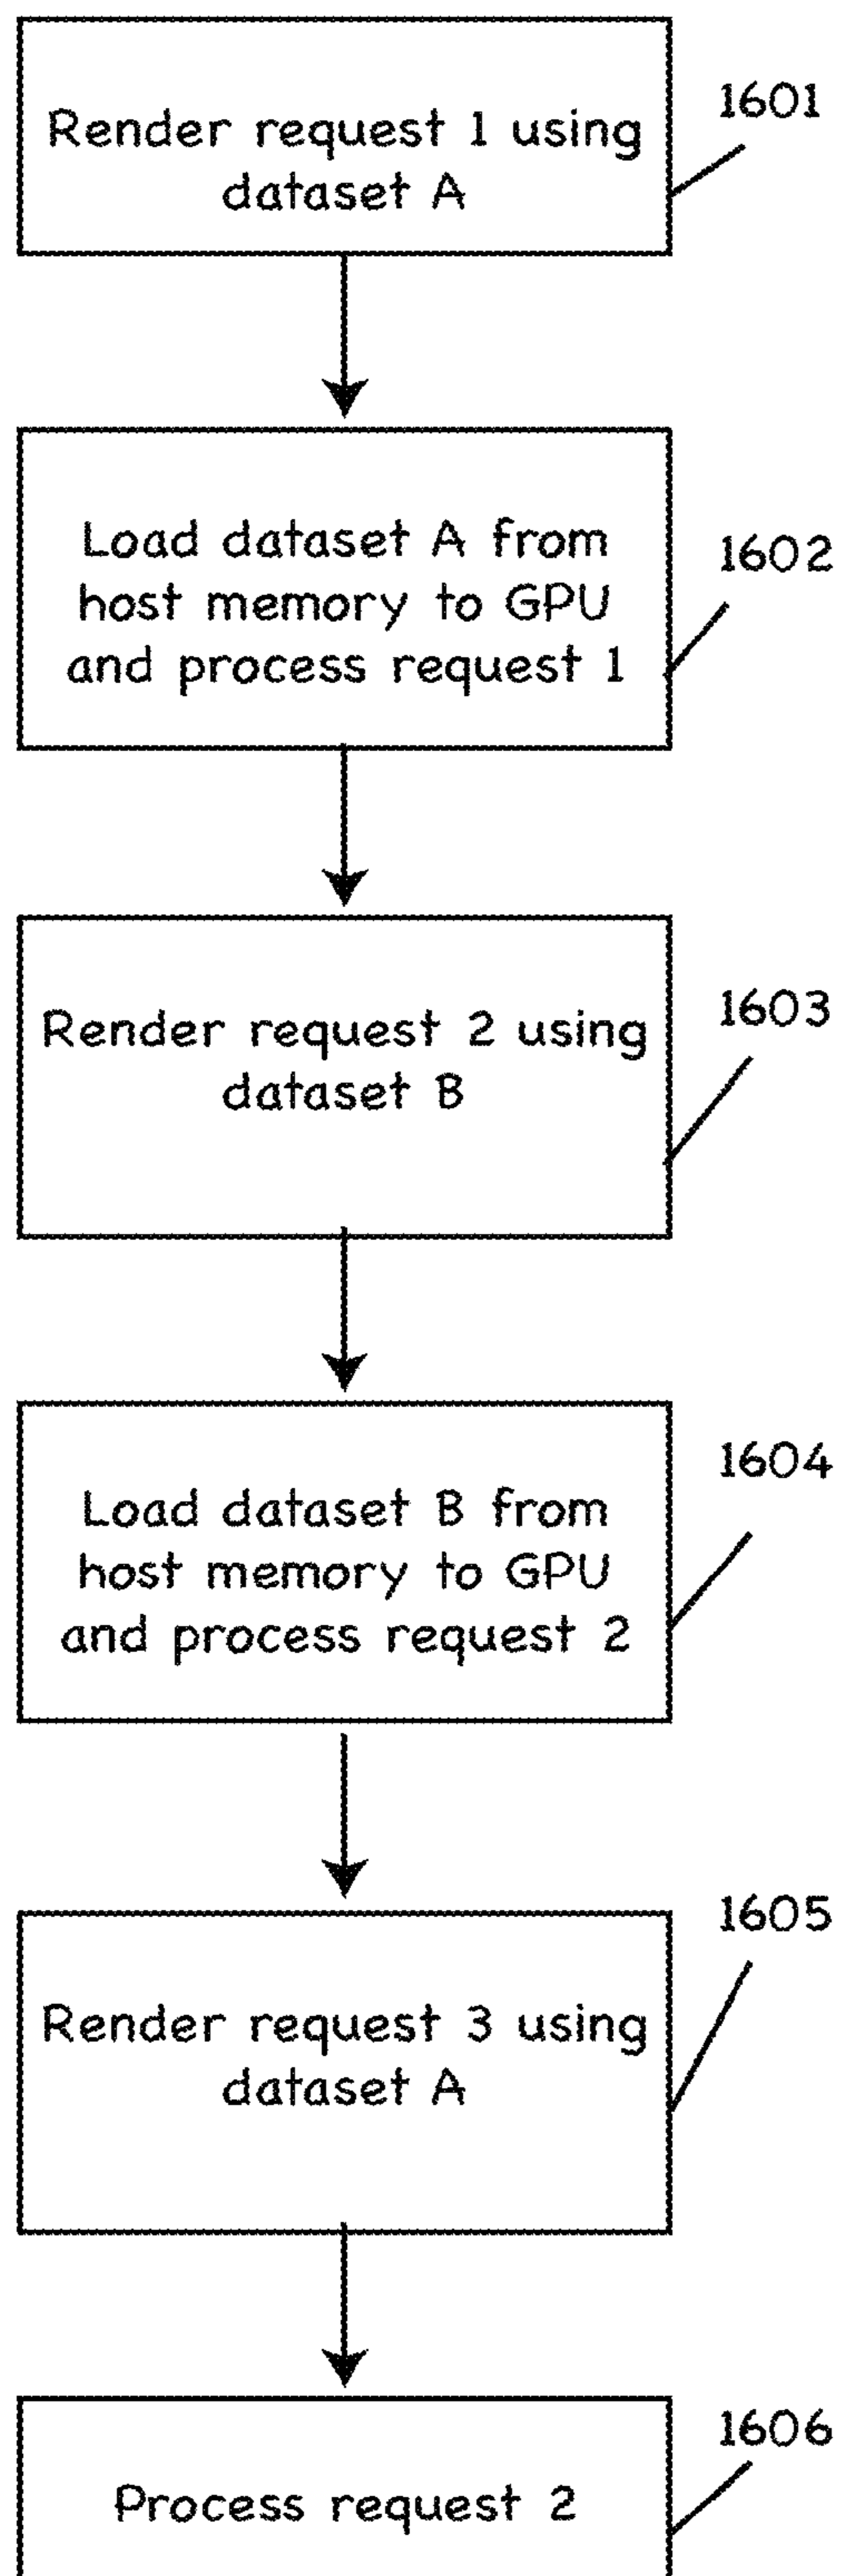 Render request 1 using
dataset A
1601
Load dataset A from
host memory to GPU
and process request 1
1602
Render request 2 using
dataset B
1603
Load dataset B from
host memory to GPU
and process request 2
1604
Render request 3 using
dataset A
1605
Process request 2
1606